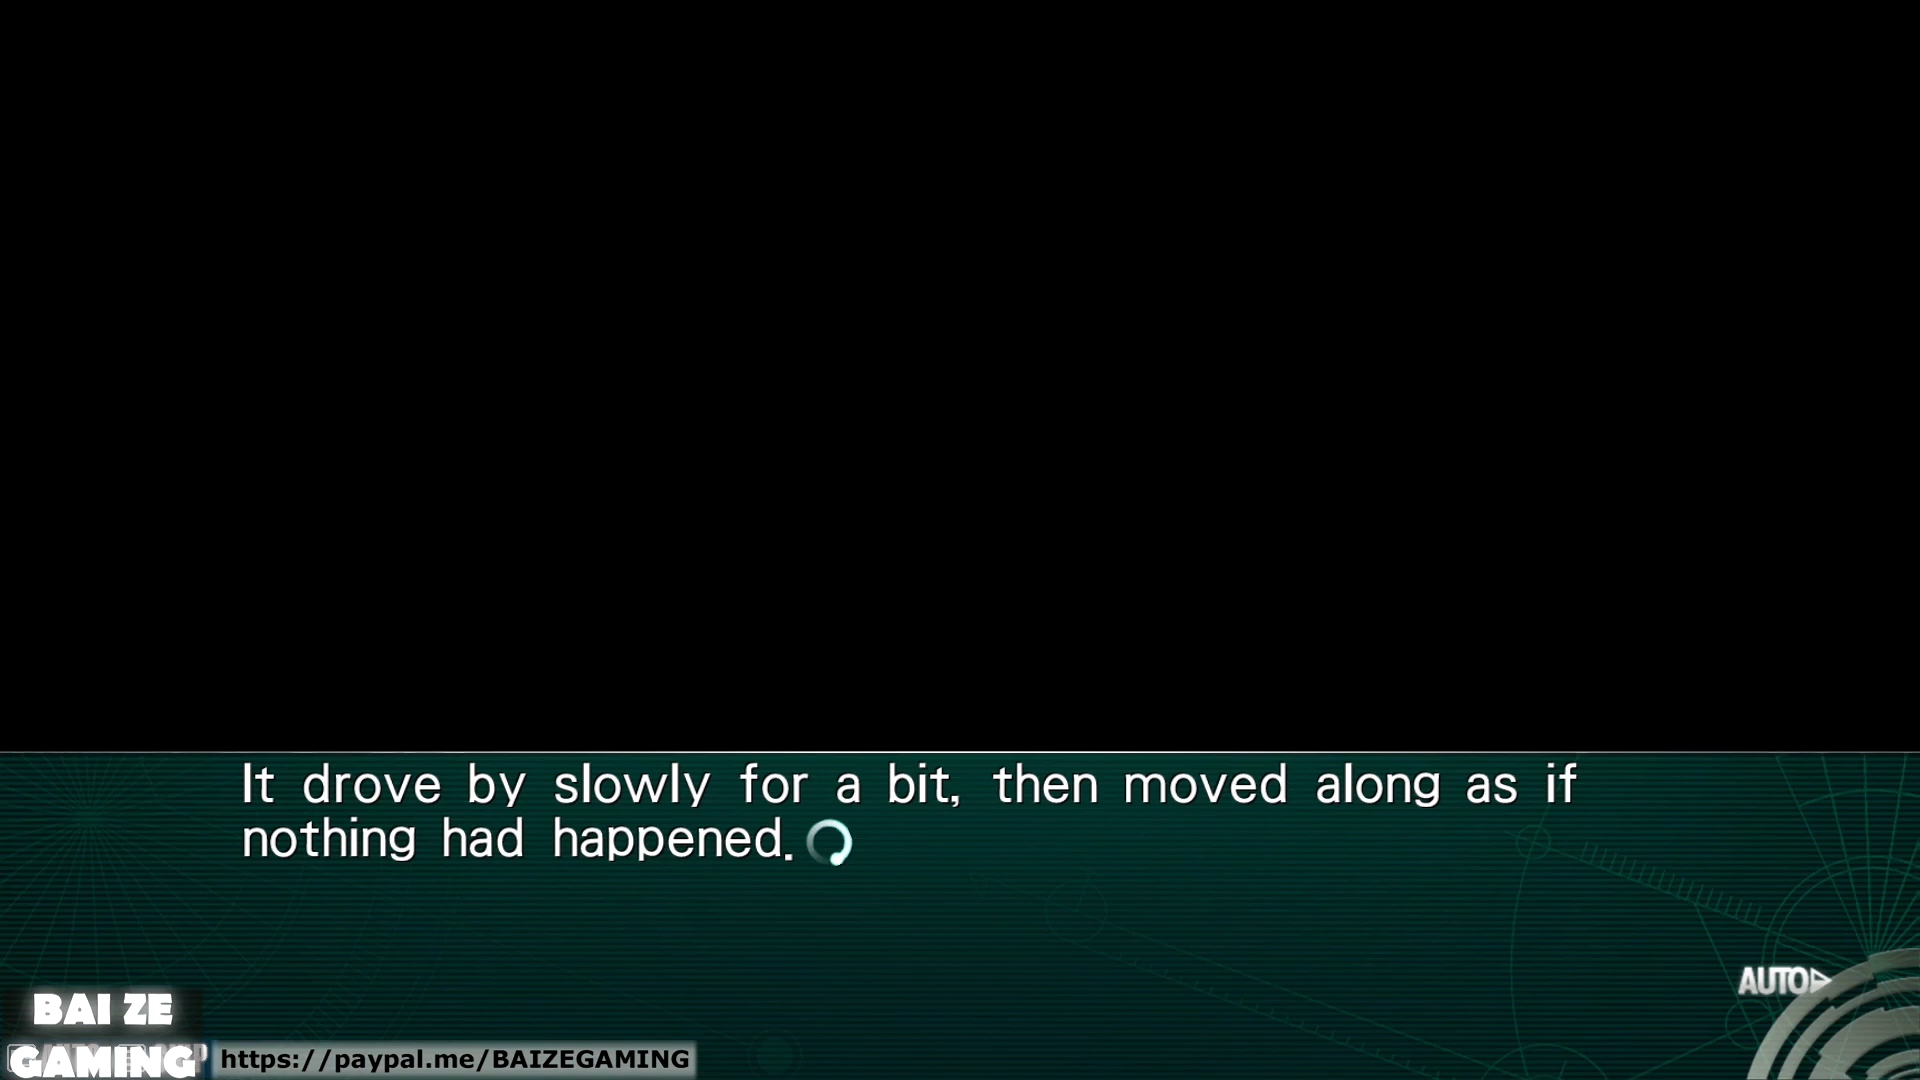 It drove by slowly for a bit, then moved along as if
nothing had happened.
AUTO
BAI ZE
GAMING
https://paypal.me/BAIZEGAMING